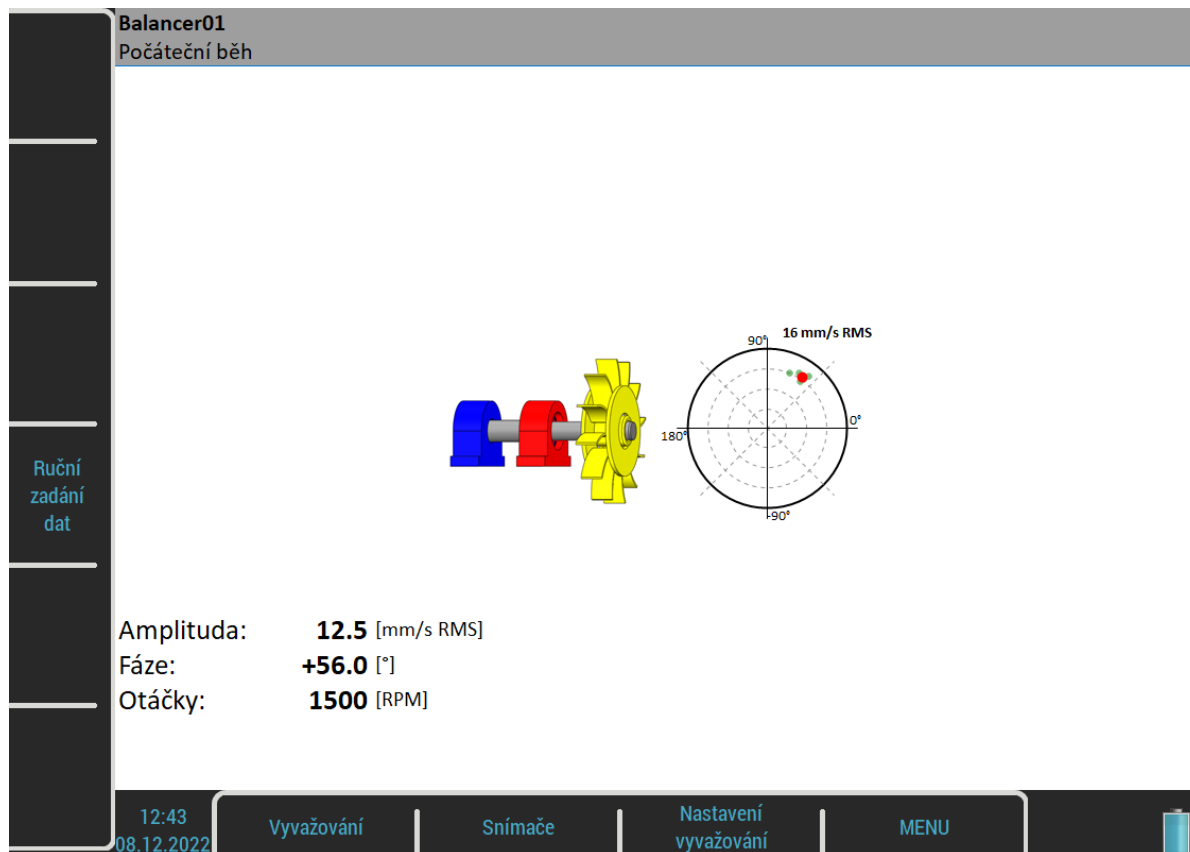 Balancer01
Počáteční běh
16 mm/s RMS
90°
0°
180°
-90°
Ruční
zadání
dat
Amplituda: 12.5 [mm/s RMS]
Fáze: +56.0 [°]
Otáčky: 1500 [RPM]
12:43
08.12.2022
Vyvažování
Snímače
Nastavení
vyvažování
MENU